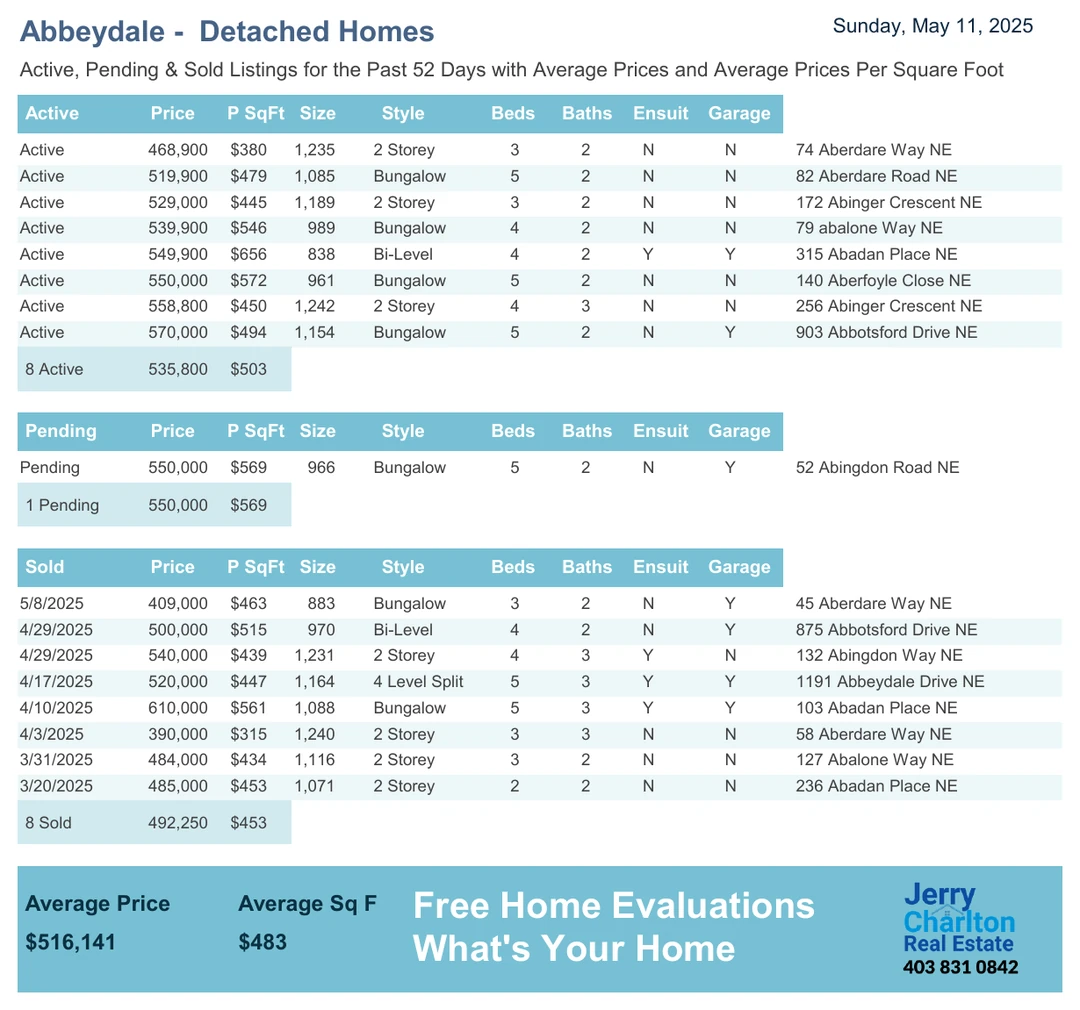 Abbeydale - Detached Homes
Sunday, May 11, 2025
Active, Pending & Sold Listings for the Past 52 Days with Average Prices and Average Prices Per Square Foot
Active Price P SqFt Size Style Beds Baths Ensuit Garage
Active 468,900 $380 1,235 2 Storey 3 2 N N 74 Aberdare Way NE
Active 519,900 $479 1,085 Bungalow 5 2 N N 82 Aberdare Road NE
Active 529,000 $445 1,189 2 Storey 3 2 N N 172 Abinger Crescent NE
Active 539,900 $546 989 Bungalow 4 2 N N 79 abalone Way NE
Active 549,900 $656 838 Bi-Level 4 2 Y Y 315 Abadan Place NE
Active 550,000 $572 961 Bungalow 5 2 N N 140 Aberfoyle Close NE
Active 558,800 $450 1,242 2 Storey 4 3 N N 256 Abinger Crescent NE
Active 570,000 $494 1,154 Bungalow 5 2 N Y 903 Abbotsford Drive NE
8 Active 535,800 $503
Pending Price P SqFt Size Style Beds Baths Ensuit Garage
Pending 550,000 $569 966 Bungalow 5 2 N Y 52 Abingdon Road NE
1 Pending 550,000 $569
Sold Price P SqFt Size Style Beds Baths Ensuit Garage
5/8/2025 409,000 $463 883 Bungalow 3 2 N Y 45 Aberdare Way NE
4/29/2025 500,000 $515 970 Bi-Level 4 2 N Y 875 Abbotsford Drive NE
4/29/2025 540,000 $439 1,231 2 Storey 4 3 Y N 132 Abingdon Way NE
4/17/2025 520,000 $447 1,164 4 Level Split 5 3 Y Y 1191 Abbeydale Drive NE
4/10/2025 610,000 $561 1,088 Bungalow 5 3 Y Y 103 Abadan Place NE
4/3/2025 390,000 $315 1,240 2 Storey 3 3 N N 58 Aberdare Way NE
3/31/2025 484,000 $434 1,116 2 Storey 3 2 N N 127 Abalone Way NE
3/20/2025 485,000 $453 1,071 2 Storey 2 2 N N 236 Abadan Place NE
8 Sold 492,250 $453
Average Price Average Sq F
$516,141 $483
Free Home Evaluations
What's Your Home
Jerry
Charlton
Real Estate
403 831 0842